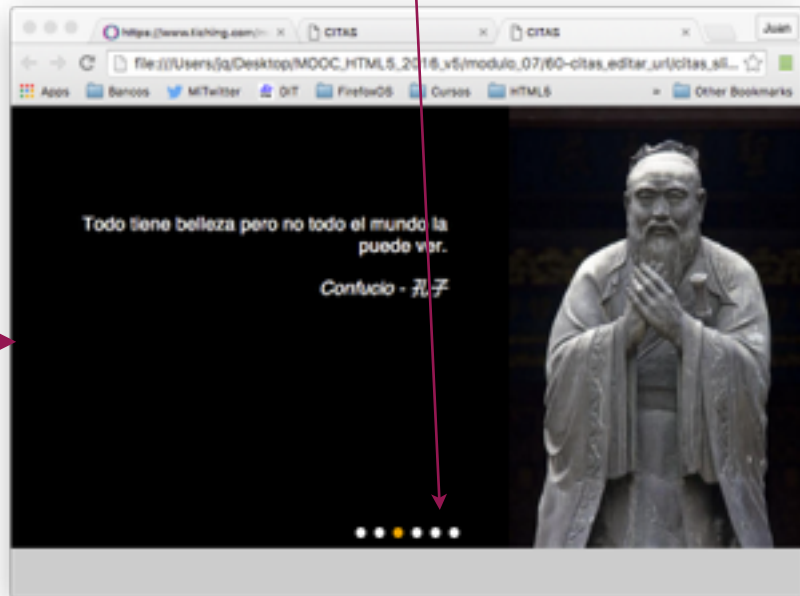 https://www.tiching.com/
CITAS
CITAS
Juan
file:///Users/jq/Desktop/MOOC_HTML5_2016_v5/modulo_07/60-citas_editar_url/citas_sli...
Apps Bancos MiTwitter DIT FirefoxOS Cursos HTML5 » Other Bookmarks
Todo tiene belleza pero no todo el mundo la
puede ver.
Confucio - 孔子